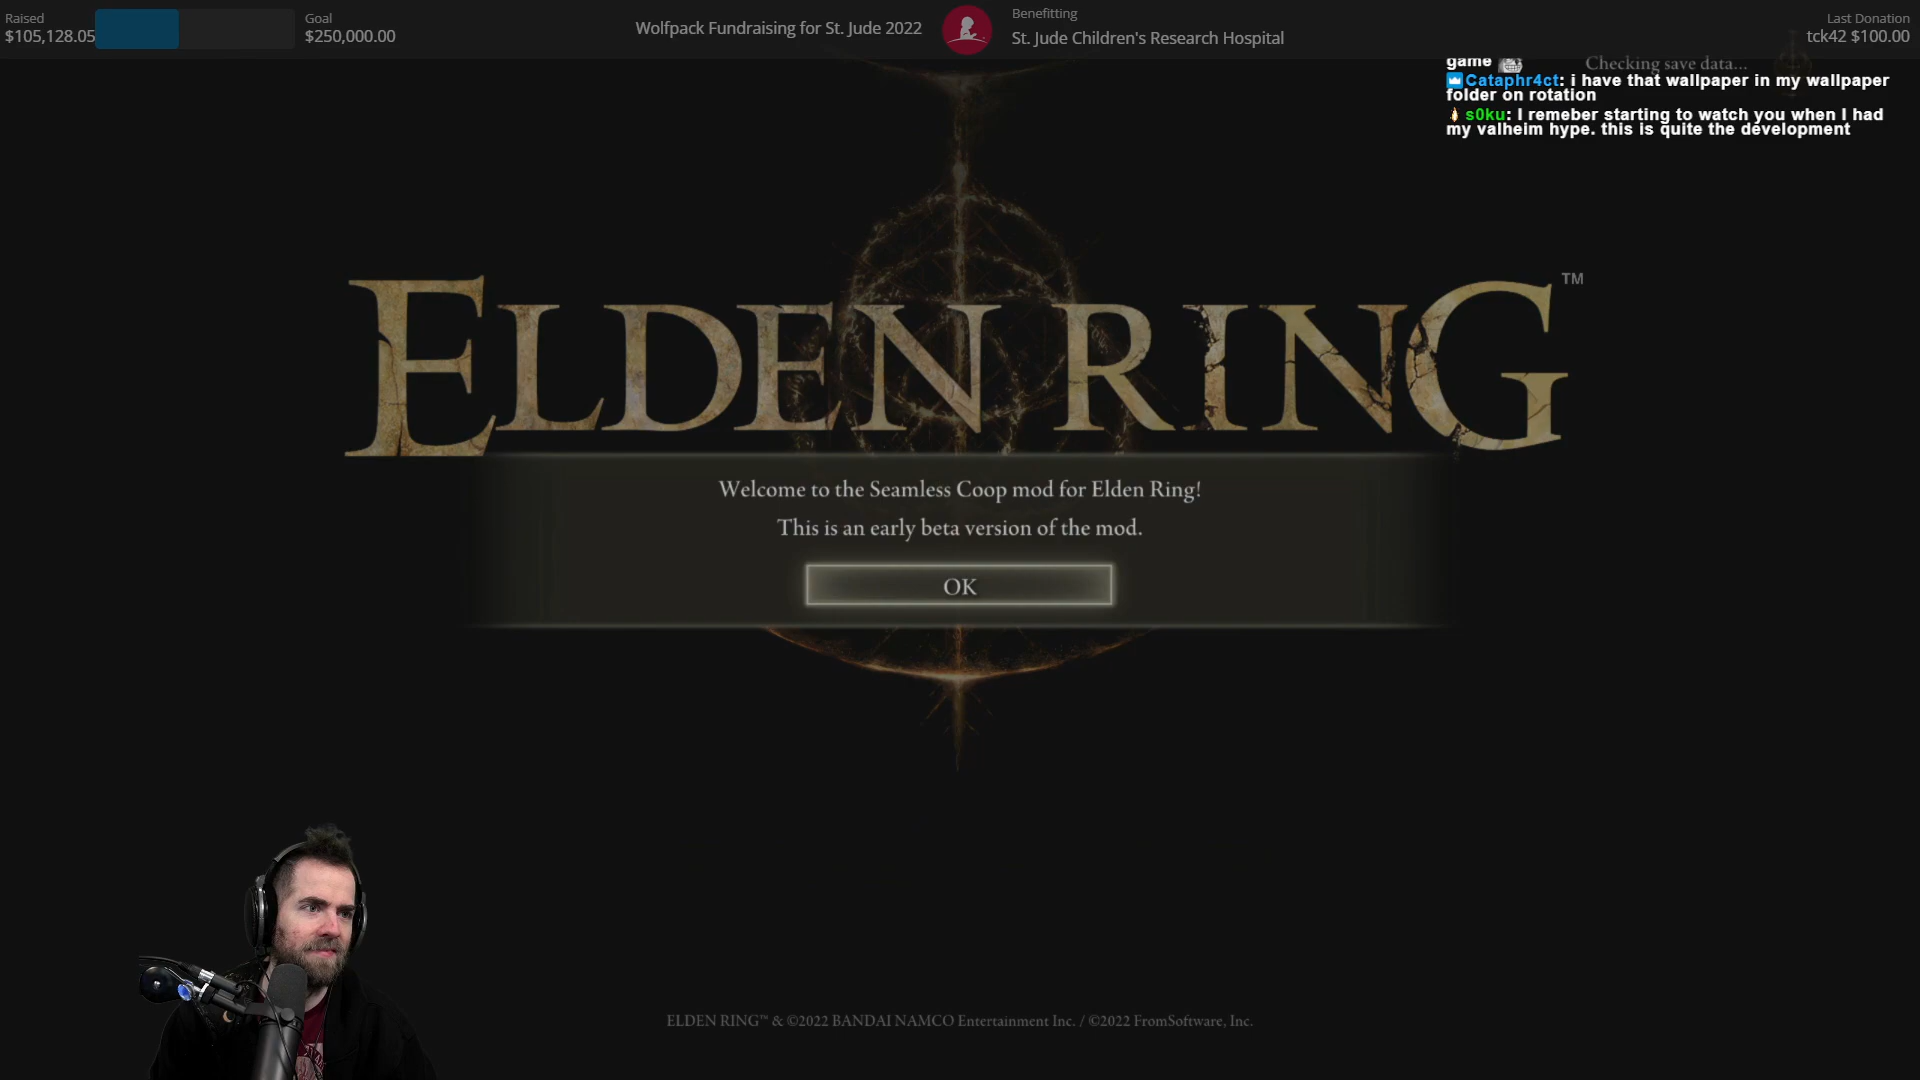 Raised
$105,128.05
Goal
$250,000.00
Wolfpack Fundraising for St. Jude 2022
Benefitting
St. Jude Children's Research Hospital
Last Donation
tck42 $100.00
game
Checking save data...
Cataphr4ct: i have that wallpaper in my wallpaper
folder on rotation
s0ku: I remeber starting to watch you when I had
my valheim hype. this is quite the development
ELDEN RING™
Welcome to the Seamless Coop mod for Elden Ring!
This is an early beta version of the mod.
OK
ELDEN RING™ & ©2022 BANDAI NAMCO Entertainment Inc. / ©2022 FromSoftware, Inc.